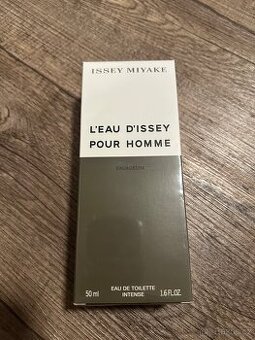 ISSEY MIYAKE
L'EAU D'ISSEY
POUR HOMME
EAU DE TOILETTE
INTENSE
50 ml
1.6 FL.OZ.